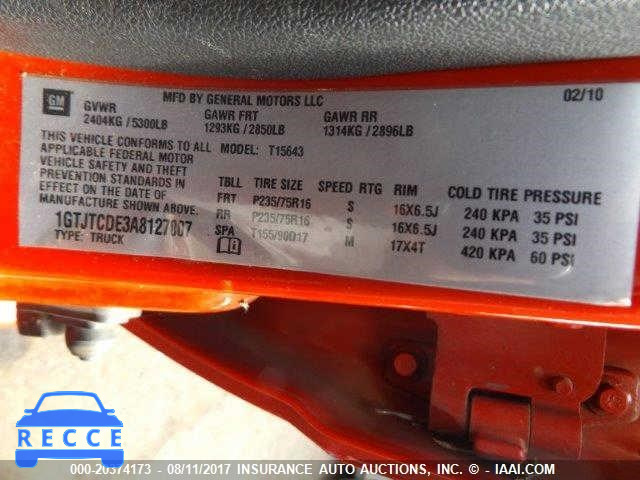 GM
MFD BY GENERAL MOTORS LLC
02/10
GVWR GAWR FRT GAWR RR
2404KG / 5300LB 1293KG / 2850LB 1314KG / 2896LB
THIS VEHICLE CONFORMS TO ALL MODEL: T15643
APPLICABLE FEDERAL MOTOR
VEHICLE SAFETY AND THEFT
PREVENTION STANDARDS IN
EFFECT ON THE DATE OF
MANUFACTURE SHOWN ABOVE.
1GTJTCDE3A8127807
TYPE: TRUCK
TBLL TIRE SIZE SPEED RTG RIM COLD TIRE PRESSURE
FRT P235/75R16 S 16X6.5J 240 KPA 35 PSI
RR P235/75R16 S 16X6.5J 240 KPA 35 PSI
SPA T155/90D17 M 17X4T 420 KPA 60 PSI
RECCE
000-20374173 - 08/11/2017 INSURANCE AUTO AUCTIONS, INC. - © IAAI.COM